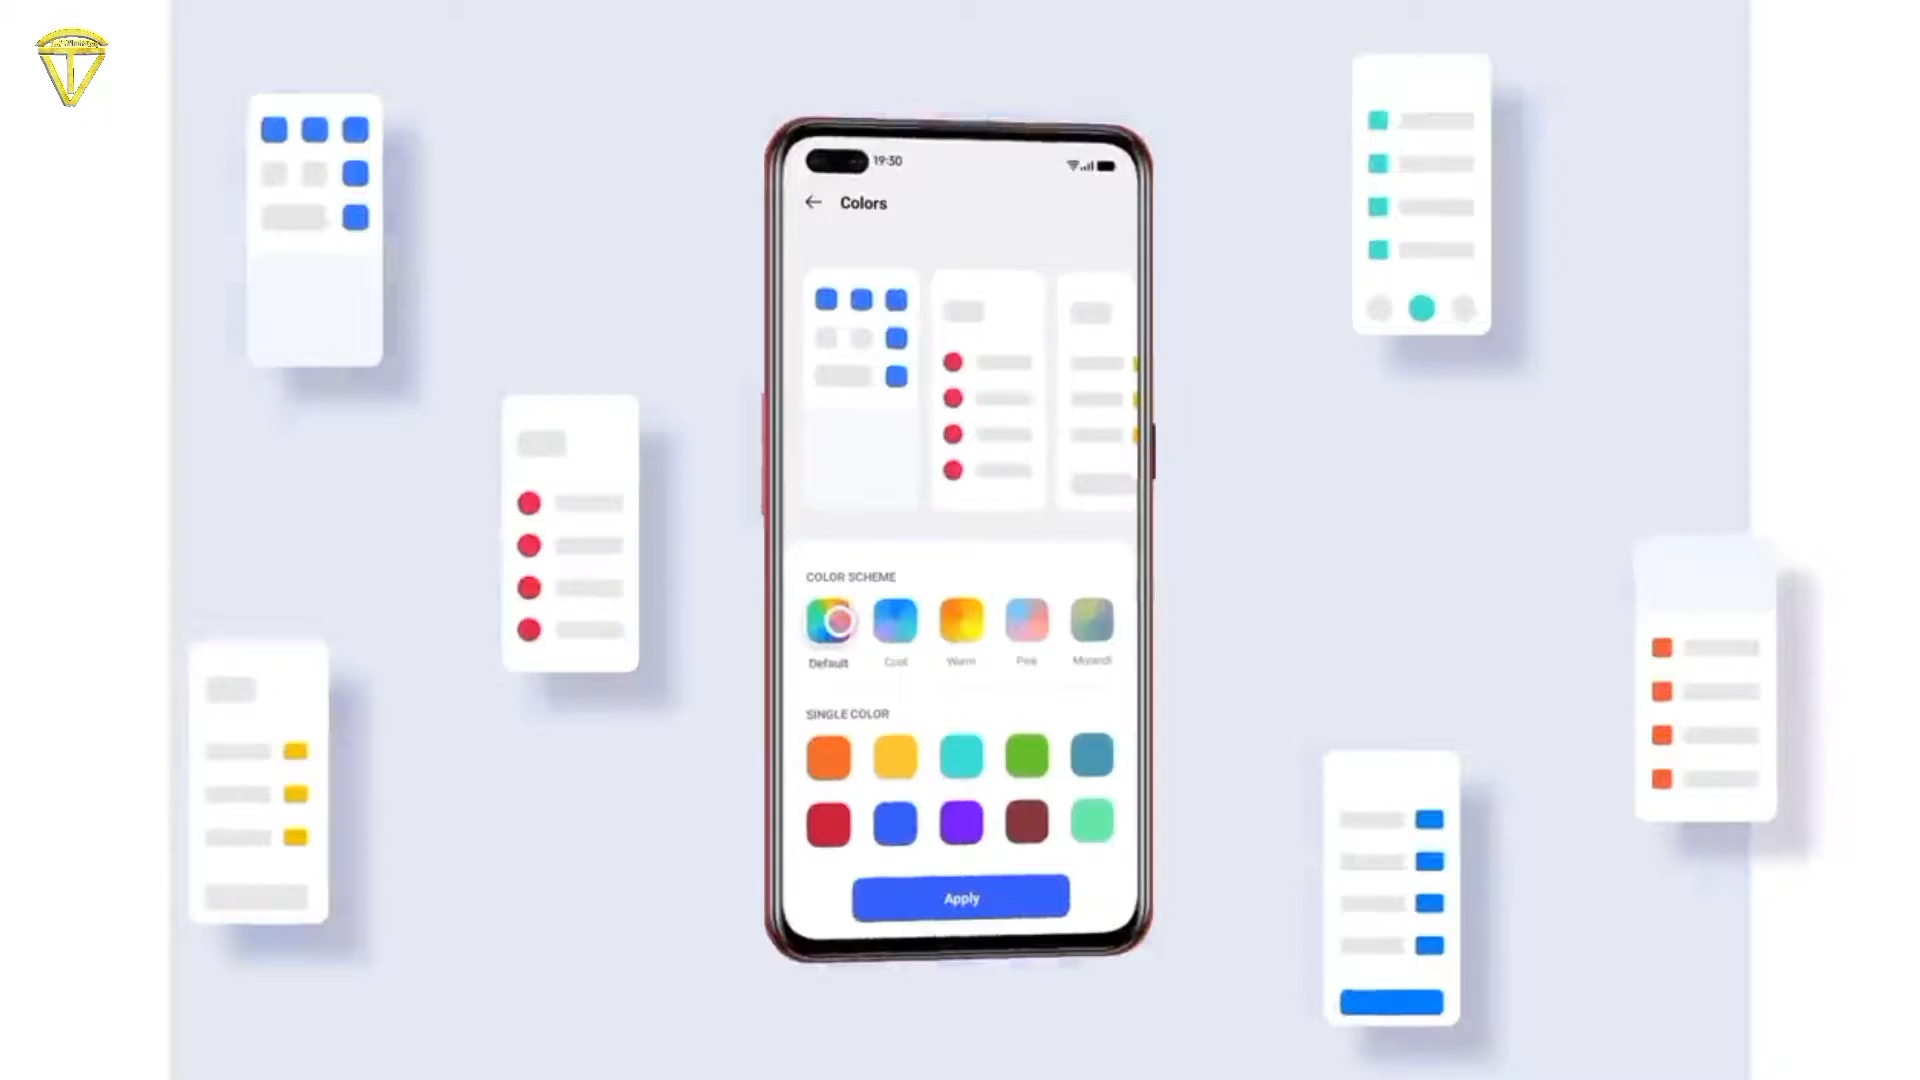 19:30
Colors
COLOR SCHEME
Default Cool Warm Pink Morandi
SINGLE COLOR
Apply